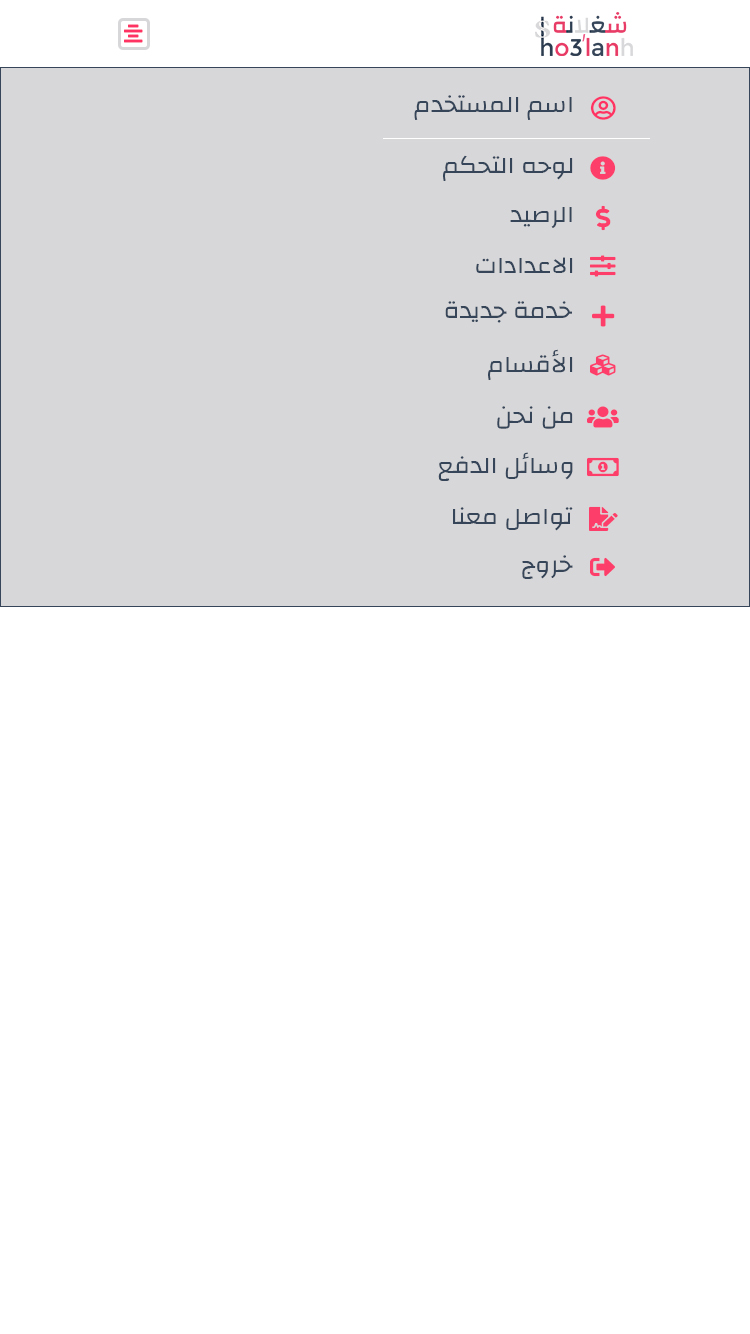 شغلانة
ho3'lanh
اسم المستخدم
لوحه التحكم
الرصيد
الاعدادات
خدمة جديدة
الأقسام
من نحن
وسائل الدفع
تواصل معنا
خروج